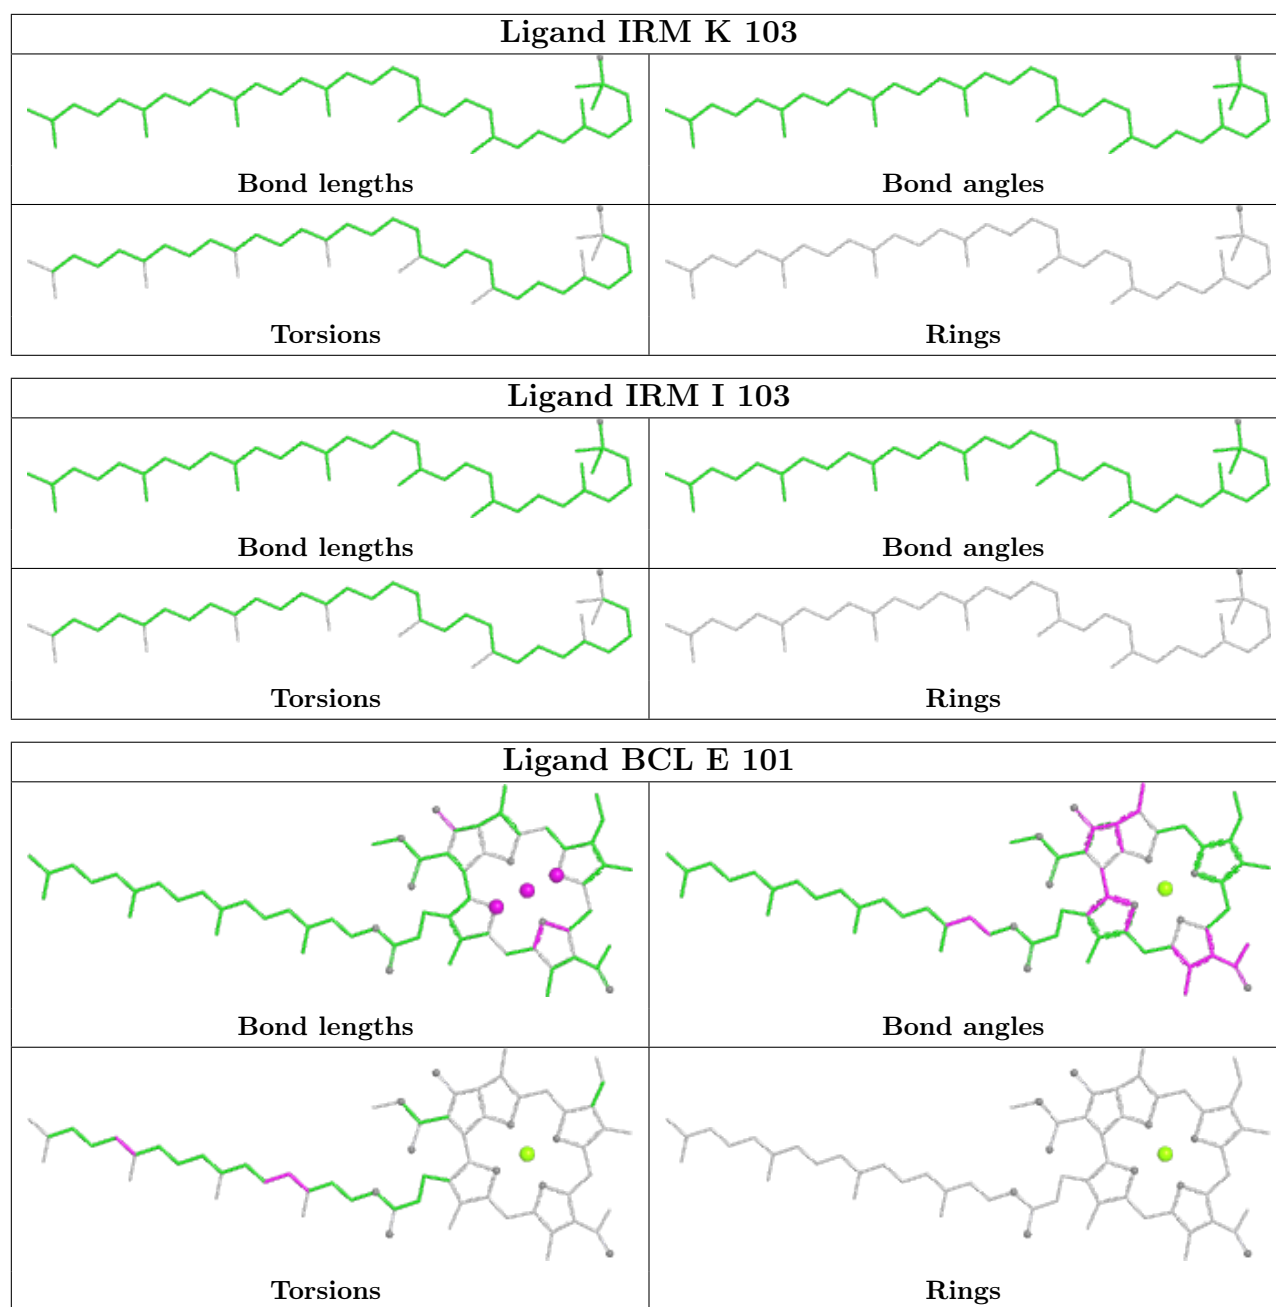 Ligand IRM K 103
Bond lengths Bond angles
Torsions Rings
Ligand IRM I 103
Bond lengths Bond angles
Torsions Rings
Ligand BCL E 101
Bond lengths Bond angles
Torsions Rings